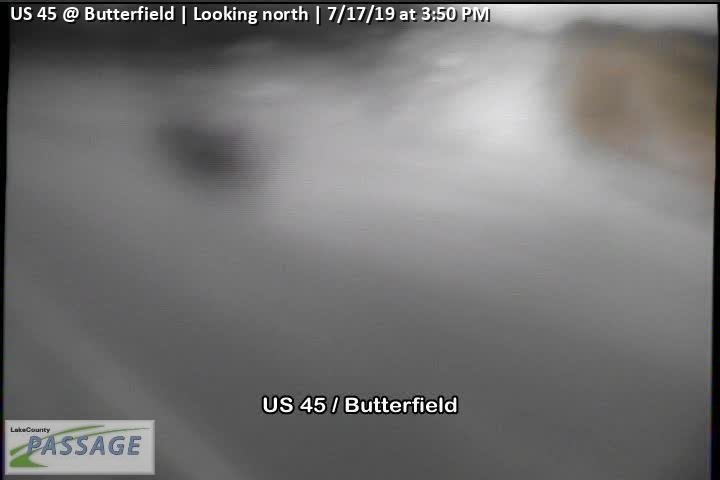 US 45 @ Butterfield | Looking north | 7/17/19 at 3:50 PM
US 45 / Butterfield
LakeCounty
PASSAGE